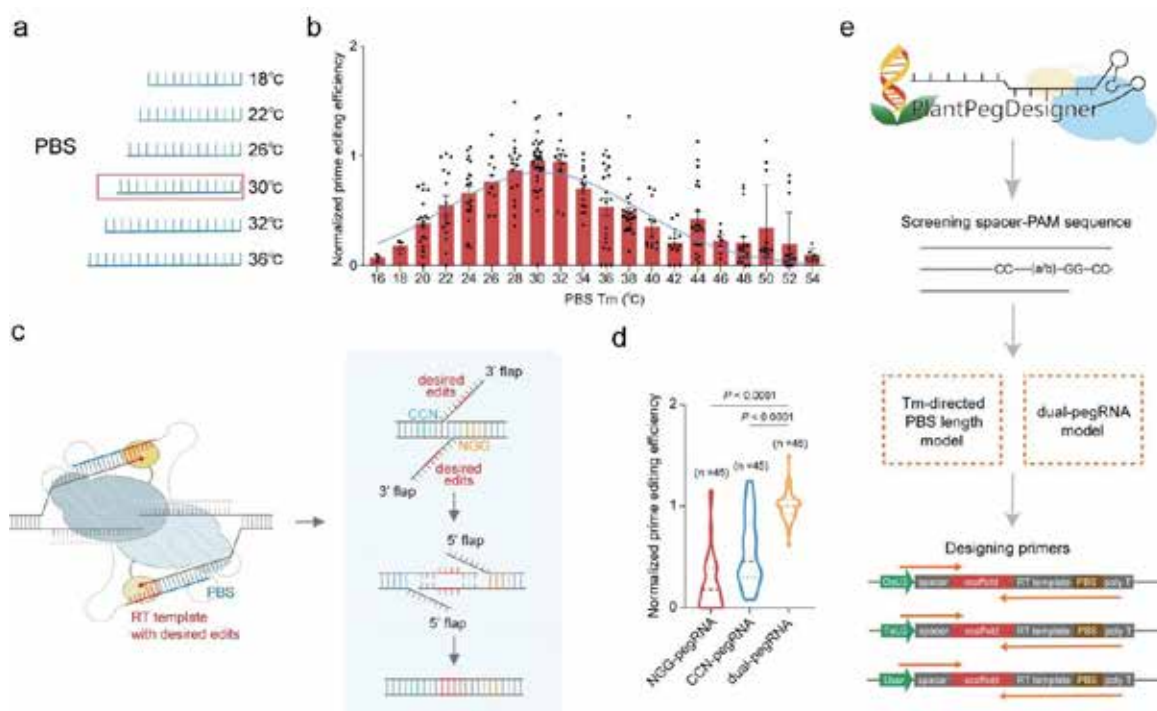 a
PBS
18℃
22℃
26℃
30℃
32℃
36℃
b
Normalized prime editing efficiency
2
1
0
16 18 20 22 24 26 28 30 32 34 36 38 40 42 44 46 48 50 52 54
PBS Tm (℃)
c
PBS
RT template
with desired edits
3' flap
desired
edits
CCN
NGG
desired
edits
3' flap
5' flap
5' flap
d
Normalized prime editing efficiency
2
1
0
P < 0.0001
P < 0.0001
(n =45)
(n =45)
(n =45)
NGG-pegRNA
CCN-pegRNA
dual-pegRNA
e
PlantPegDesigner
Screening spacer-PAM sequence
Tm-directed
PBS length
model
dual-pegRNA
model
Designing primers
spacer scaffold RT template PBS poly T
spacer scaffold RT template PBS poly T
User spacer scaffold RT template PBS poly T